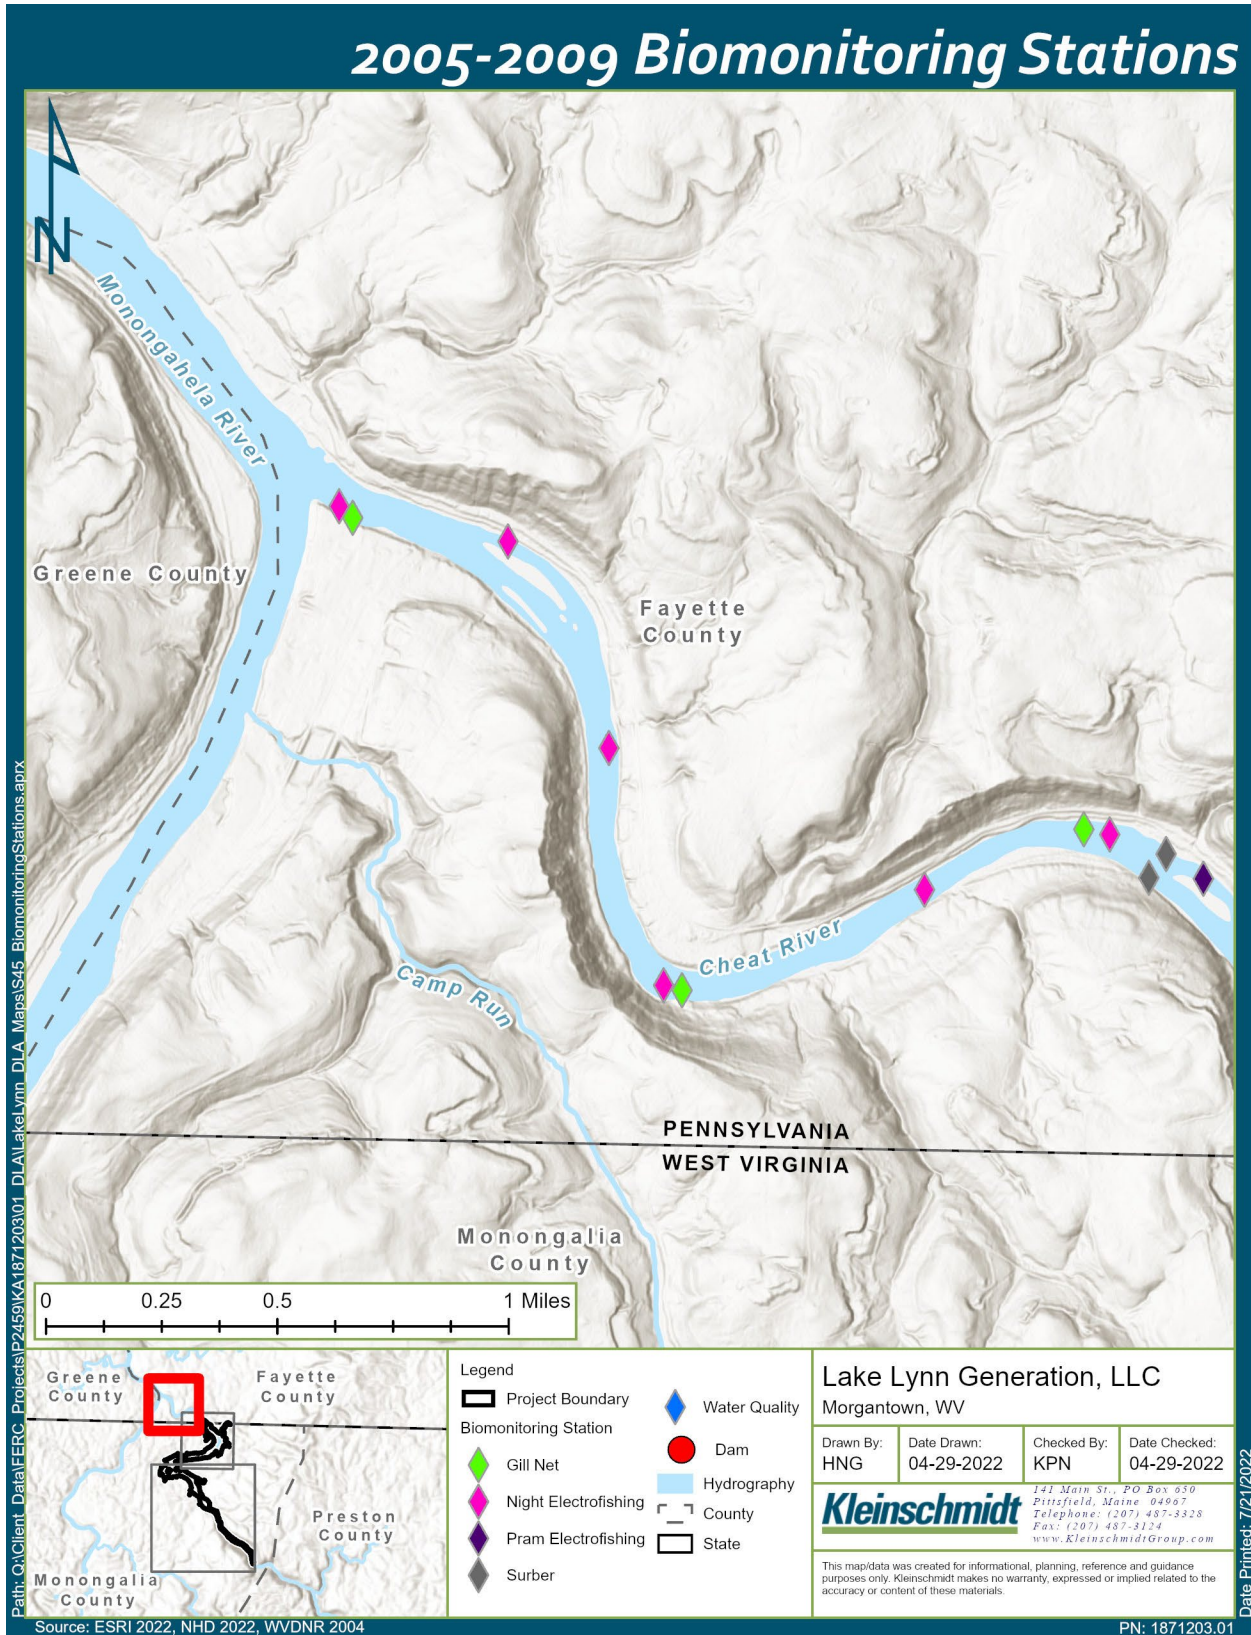 2005-2009 Biomonitoring Stations
N
Monongahela River
Greene County
Fayette
County
Cheat River
Camp Run
PENNSYLVANIA
WEST VIRGINIA
Monongalia
County
0 0.25 0.5 1 Miles
Greene
County
Fayette
County
Preston
County
Monongalia
County
Legend
Project Boundary
Biomonitoring Station
Gill Net
Night Electrofishing
Pram Electrofishing
Surber
Water Quality
Dam
Hydrography
County
State
Lake Lynn Generation, LLC
Morgantown, WV
Drawn By:
HNG
Date Drawn:
04-29-2022
Checked By:
KPN
Date Checked:
04-29-2022
Kleinschmidt
141 Main St., PO Box 650
Pittsfield, Maine 04967
Telephone: (207) 487-3328
Fax: (207) 487-3124
www.KleinschmidtGroup.com
This map/data was created for informational, planning, reference and guidance
purposes only. Kleinschmidt makes no warranty, expressed or implied related to the
accuracy or content of these materials.
Path: Q:\Client_Data\FERC_Projects\P2459\KA1871203\01_DLA\LakeLynn_DLA_Maps\S45_BiomonitoringStations.aprx
Date Printed: 7/21/2022
Source: ESRI 2022, NHD 2022, WVDNR 2004
PN: 1871203.01